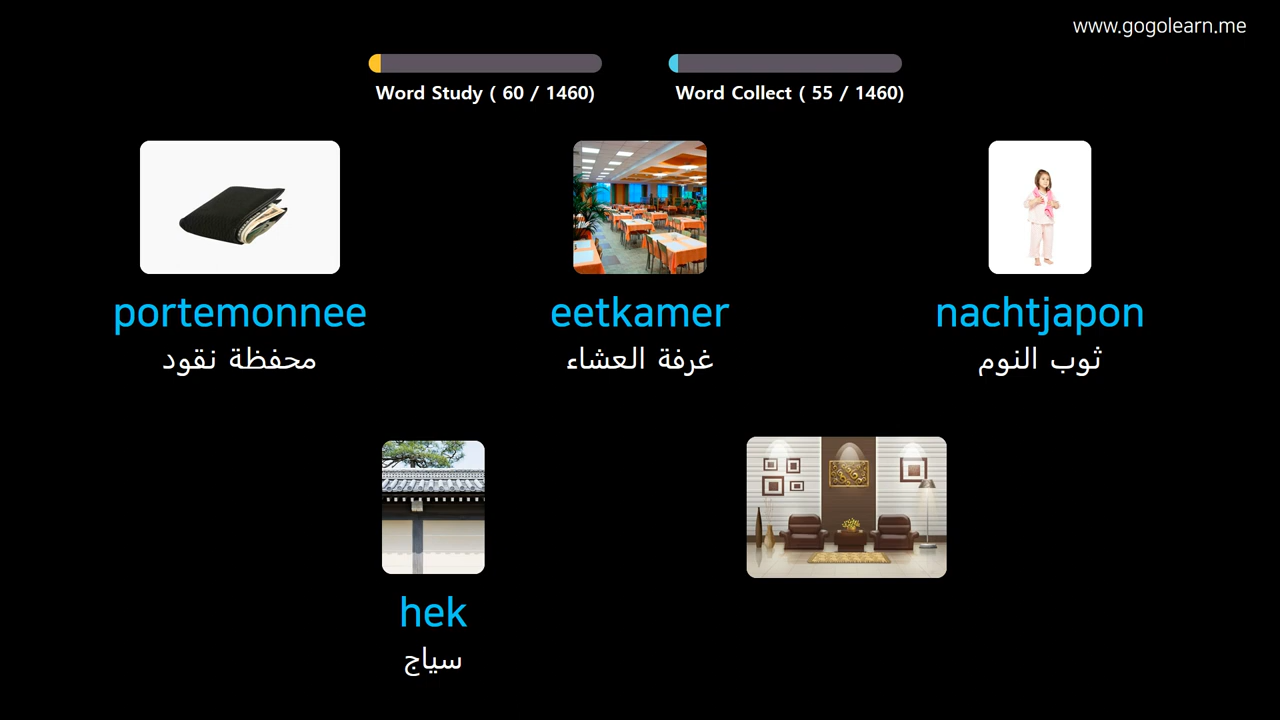 www.gogolearn.me
Word Study ( 60 / 1460)
Word Collect ( 55 / 1460)
portemonnee
محفظة نقود
eetkamer
غرفة العشاء
nachtjapon
ثوب النوم
hek
سياج